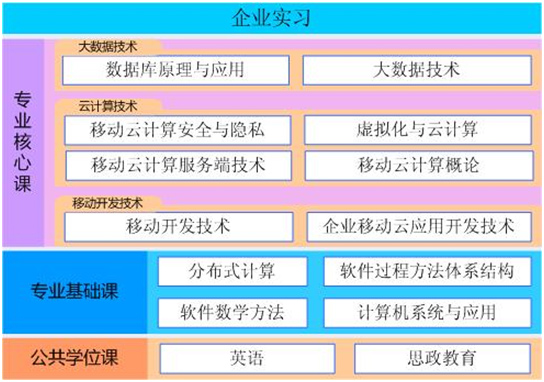 企业实习
专业核心课
大数据技术
数据库原理与应用
大数据技术
云计算技术
移动云计算安全与隐私
虚拟化与云计算
移动云计算服务端技术
移动云计算概论
移动开发技术
移动开发技术
企业移动云应用开发技术
专业基础课
分布式计算
软件过程方法体系结构
软件数学方法
计算机系统与应用
公共学位课
英语
思政教育